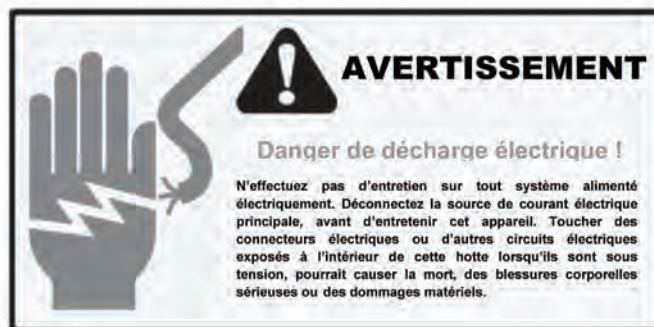 AVERTISSEMENT
Danger de décharge électrique !
N'effectuez pas d'entretien sur tout système alimenté
électriquement. Déconnectez la source de courant électrique
principale, avant d'entretenir cet appareil. Toucher des
connecteurs électriques ou d'autres circuits électriques
exposés à l'intérieur de cette hotte lorsqu'ils sont sous
tension, pourrait causer la mort, des blessures corporelles
sérieuses ou des dommages matériels.